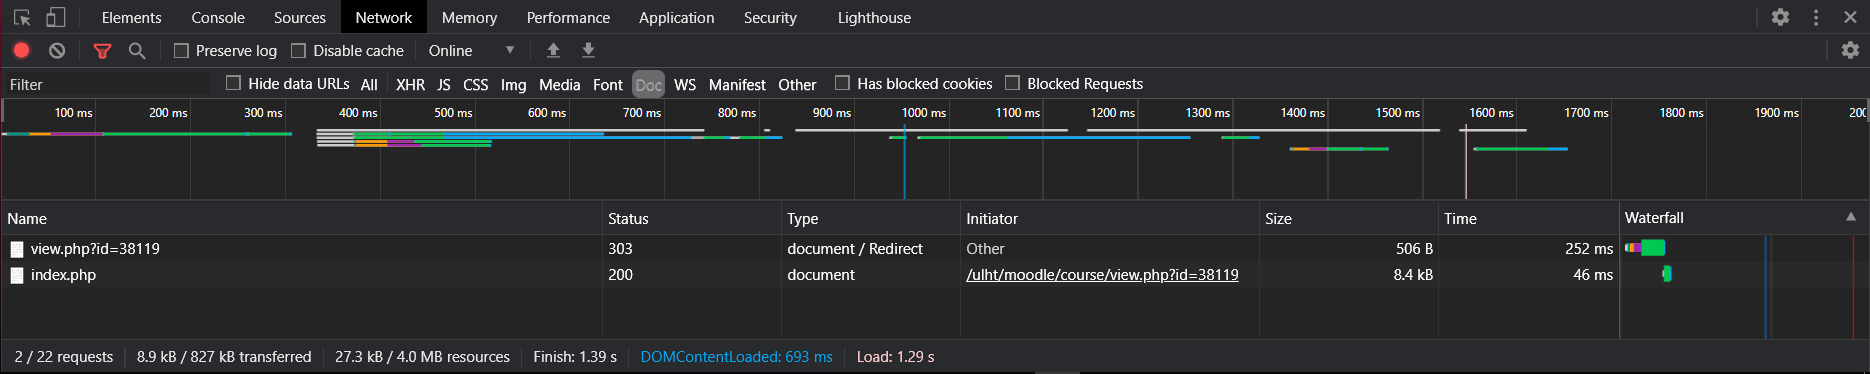 Elements Console Sources Network Memory Performance Application Security Lighthouse
Preserve log Disable cache Online
Filter Hide data URLs All XHR JS CSS Img Media Font Doc WS Manifest Other Has blocked cookies Blocked Requests
100 ms 200 ms 300 ms 400 ms 500 ms 600 ms 700 ms 800 ms 900 ms 1000 ms 1100 ms 1200 ms 1300 ms 1400 ms 1500 ms 1600 ms 1700 ms 1800 ms 1900 ms 200
Name Status Type Initiator Size Time Waterfall
view.php?id=38119 303 document / Redirect Other 506 B 252 ms
index.php 200 document /ulht/moodle/course/view.php?id=38119 8.4 kB 46 ms
2 / 22 requests 8.9 kB / 827 kB transferred 27.3 kB / 4.0 MB resources Finish: 1.39 s DOMContentLoaded: 693 ms Load: 1.29 s